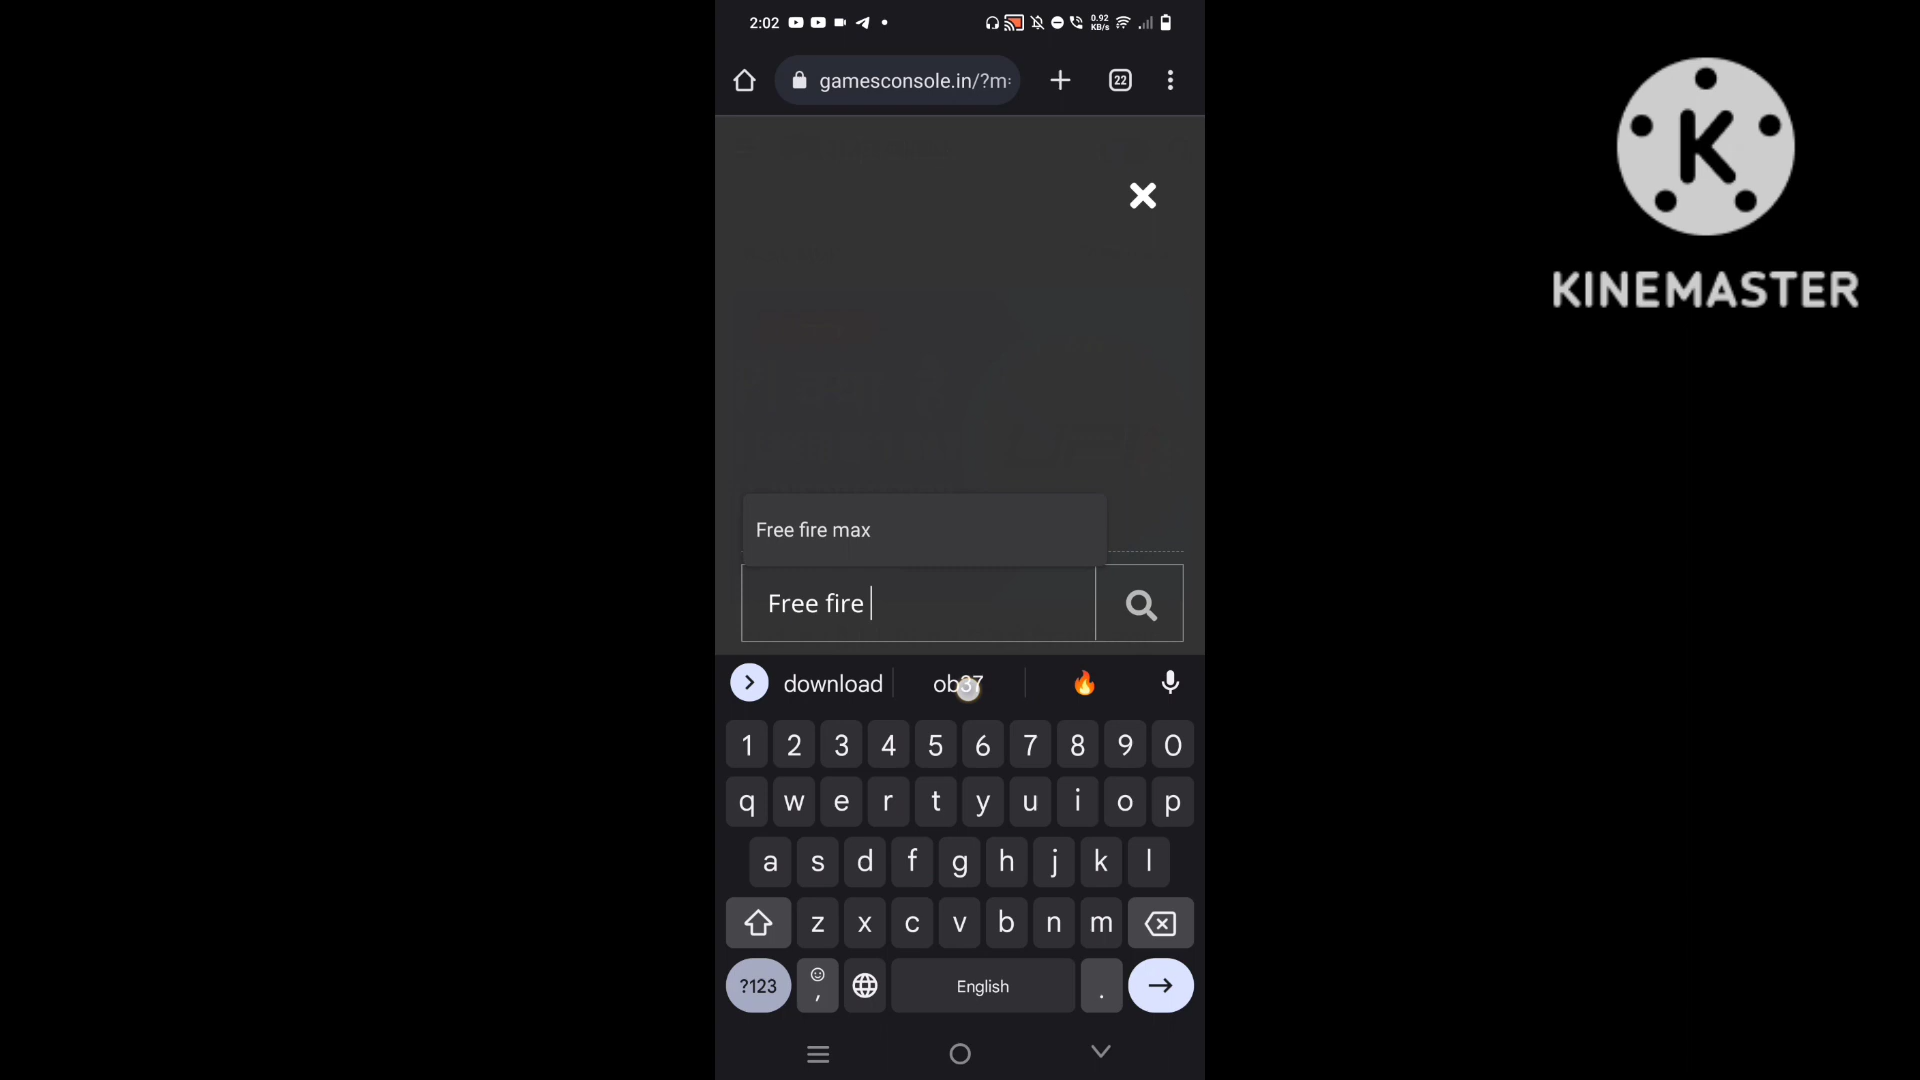 2:02
0.92
KB/s
gamesconsole.in/?m:
22
Free fire max
Free fire
download
ob37
1 2 3 4 5 6 7 8 9 0
q w e r t y u i o p
a s d f g h j k l
z x c v b n m
?123
,
English
.
K
KINEMASTER